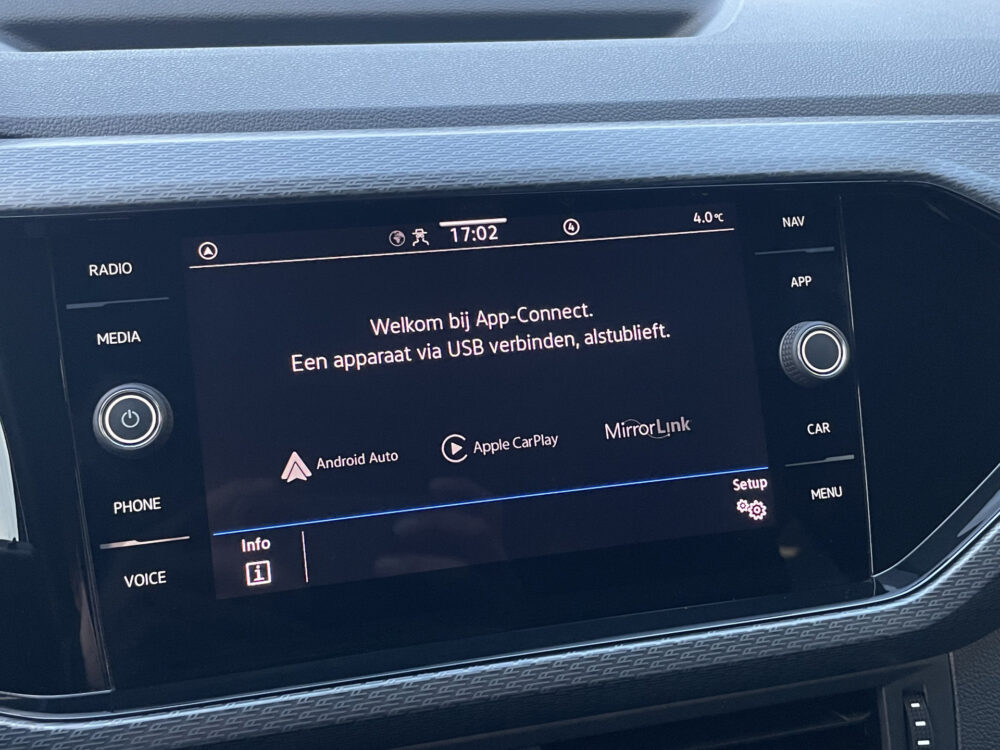 RADIO
MEDIA
PHONE
VOICE
17:02
4
4.0°C
Welkom bij App-Connect.
Een apparaat via USB verbinden, alstublieft.
Android Auto
Apple CarPlay
MirrorLink
Info
i
Setup
NAV
APP
CAR
MENU